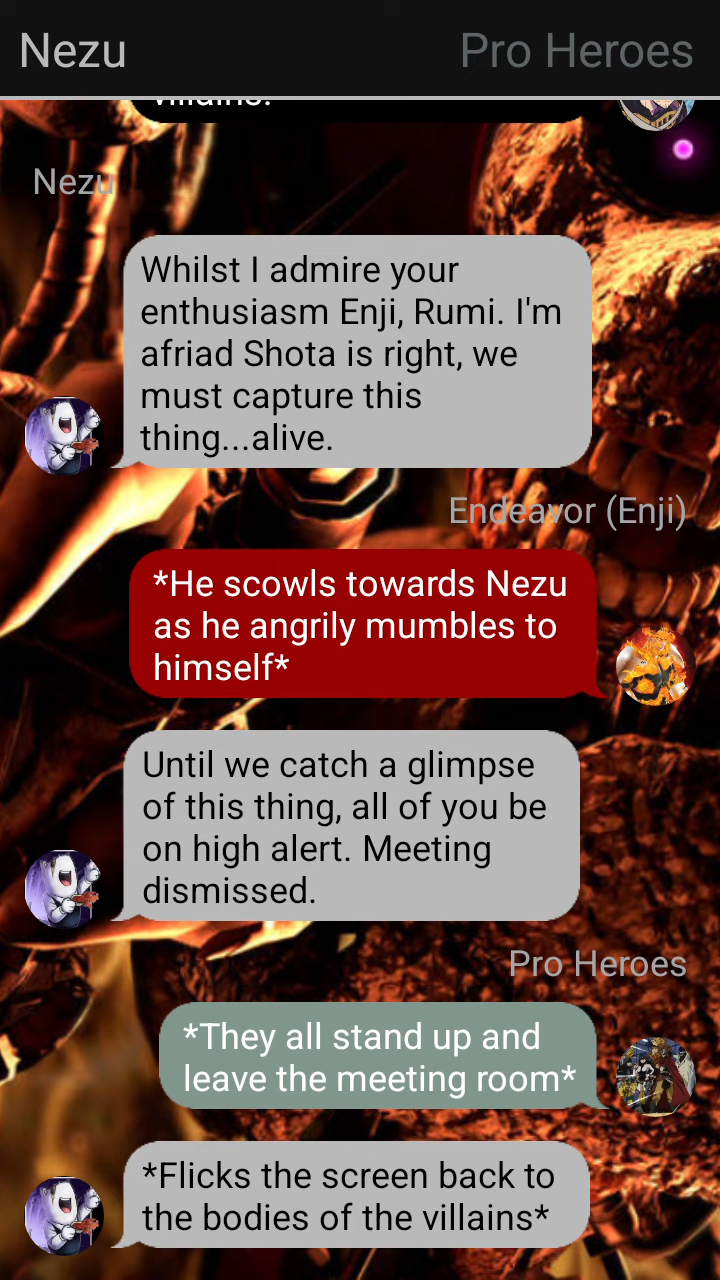 Nezu
Pro Heroes
villains.
Nezu
Whilst I admire your
enthusiasm Enji, Rumi. I'm
afriad Shota is right, we
must capture this
thing...alive.
Endeavor (Enji)
*He scowls towards Nezu
as he angrily mumbles to
himself*
Until we catch a glimpse
of this thing, all of you be
on high alert. Meeting
dismissed.
Pro Heroes
*They all stand up and
leave the meeting room*
*Flicks the screen back to
the bodies of the villains*